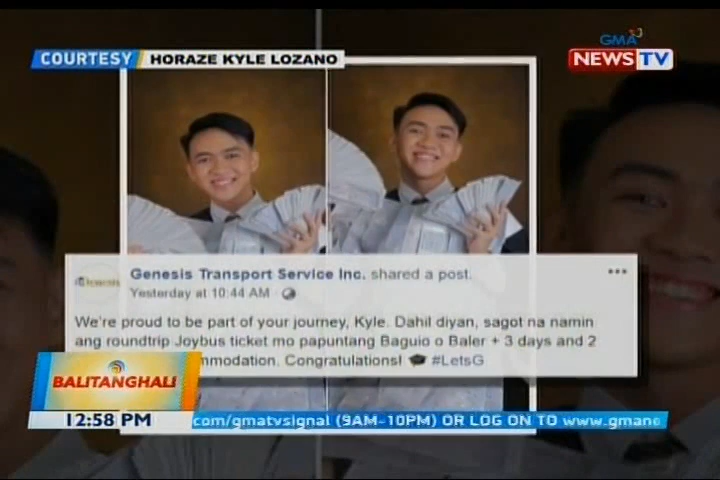 COURTESY HORAZE KYLE LOZANO
GMA
NEWS TV
Genesis Transport Service Inc. shared a post.
Yesterday at 10:44 AM
We're proud to be part of your journey, Kyle. Dahil diyan, sagot na namin
ang roundtrip Joybus ticket mo papuntang Baguio o Baler + 3 days and 2
mmodation. Congratulations! 🎓 #LetsG
BALITANGHALI
12:58 PM
com/gmatvsignal (9AM-10PM) OR LOG ON TO www.gmane